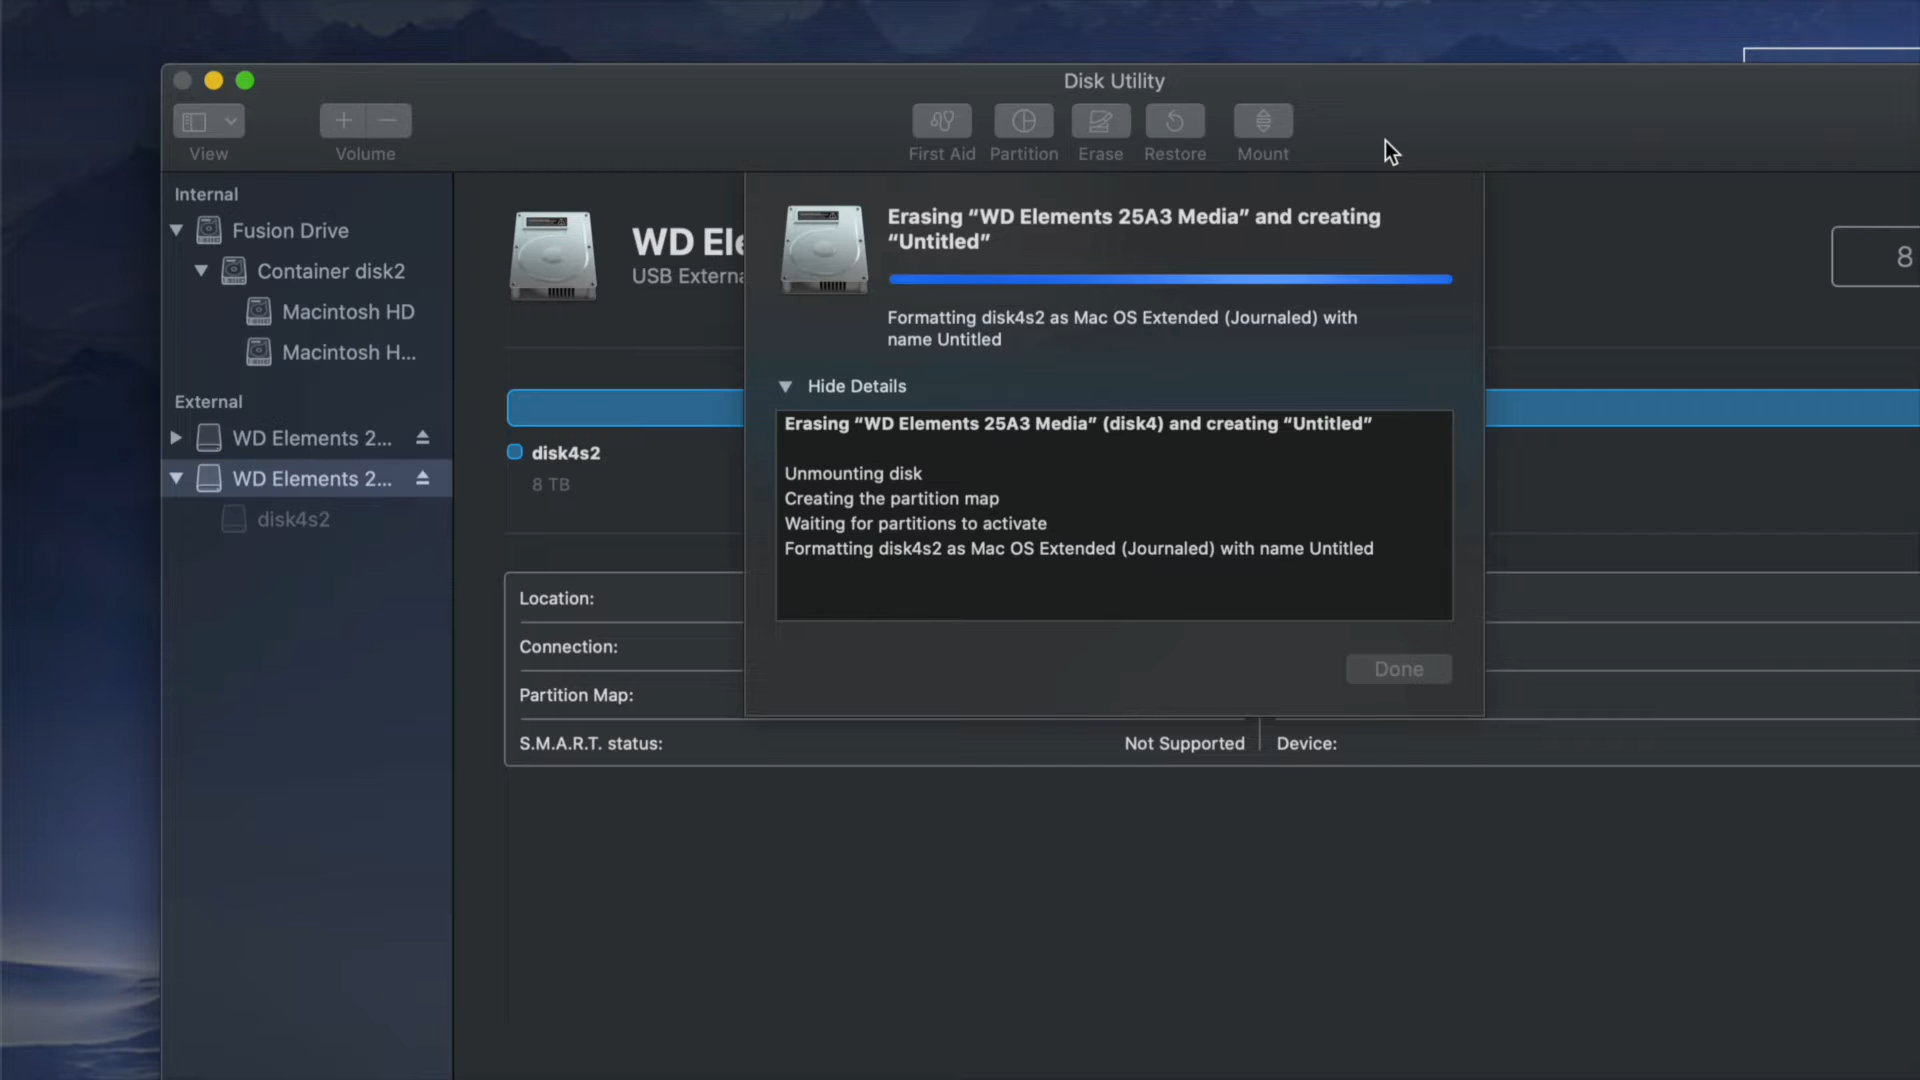 Disk Utility
View
Volume
First Aid
Partition
Erase
Restore
Mount
Internal
Fusion Drive
Container disk2
Macintosh HD
Macintosh H...
External
WD Elements 2...
WD Elements 2...
disk4s2
WD Ele
USB Externa
8
disk4s2
8 TB
Location:
Connection:
Partition Map:
S.M.A.R.T. status:
Not Supported
Device:
Erasing “WD Elements 25A3 Media” and creating
“Untitled”
Formatting disk4s2 as Mac OS Extended (Journaled) with
name Untitled
Hide Details
Erasing “WD Elements 25A3 Media” (disk4) and creating “Untitled”
Unmounting disk
Creating the partition map
Waiting for partitions to activate
Formatting disk4s2 as Mac OS Extended (Journaled) with name Untitled
Done